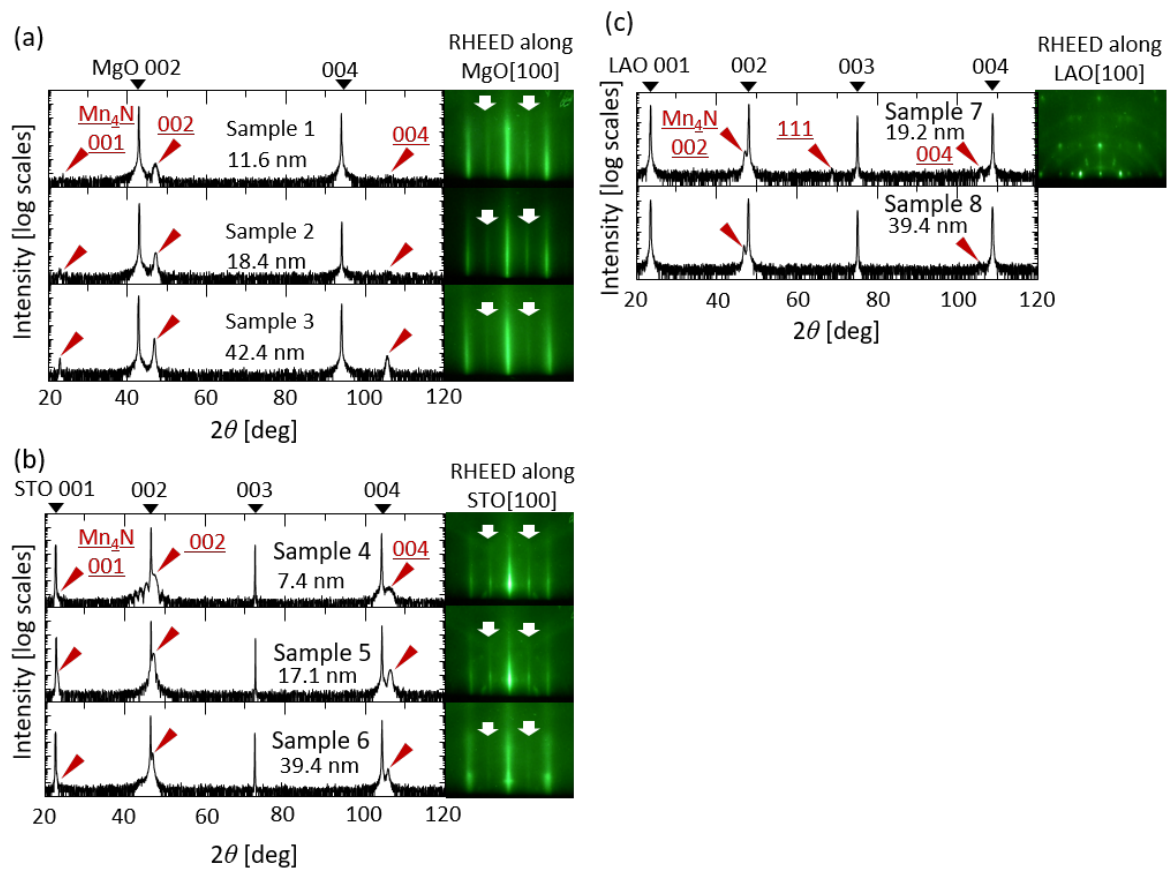 (a)
MgO 002
004
RHEED along
MgO[100]
Mn4N
001
002
004
Sample 1
11.6 nm
Sample 2
18.4 nm
Sample 3
42.4 nm
Intensity [log scales]
20 40 60 80 100 120
2θ [deg]
(b)
STO 001
002
003
004
RHEED along
STO[100]
Mn4N
001
002
004
Sample 4
7.4 nm
Sample 5
17.1 nm
Sample 6
39.4 nm
Intensity [log scales]
20 40 60 80 100 120
2θ [deg]
(c)
LAO 001
002
003
004
RHEED along
LAO[100]
Mn4N
002
111
004
Sample 7
19.2 nm
Sample 8
39.4 nm
Intensity [log scales]
20 40 60 80 100 120
2θ [deg]